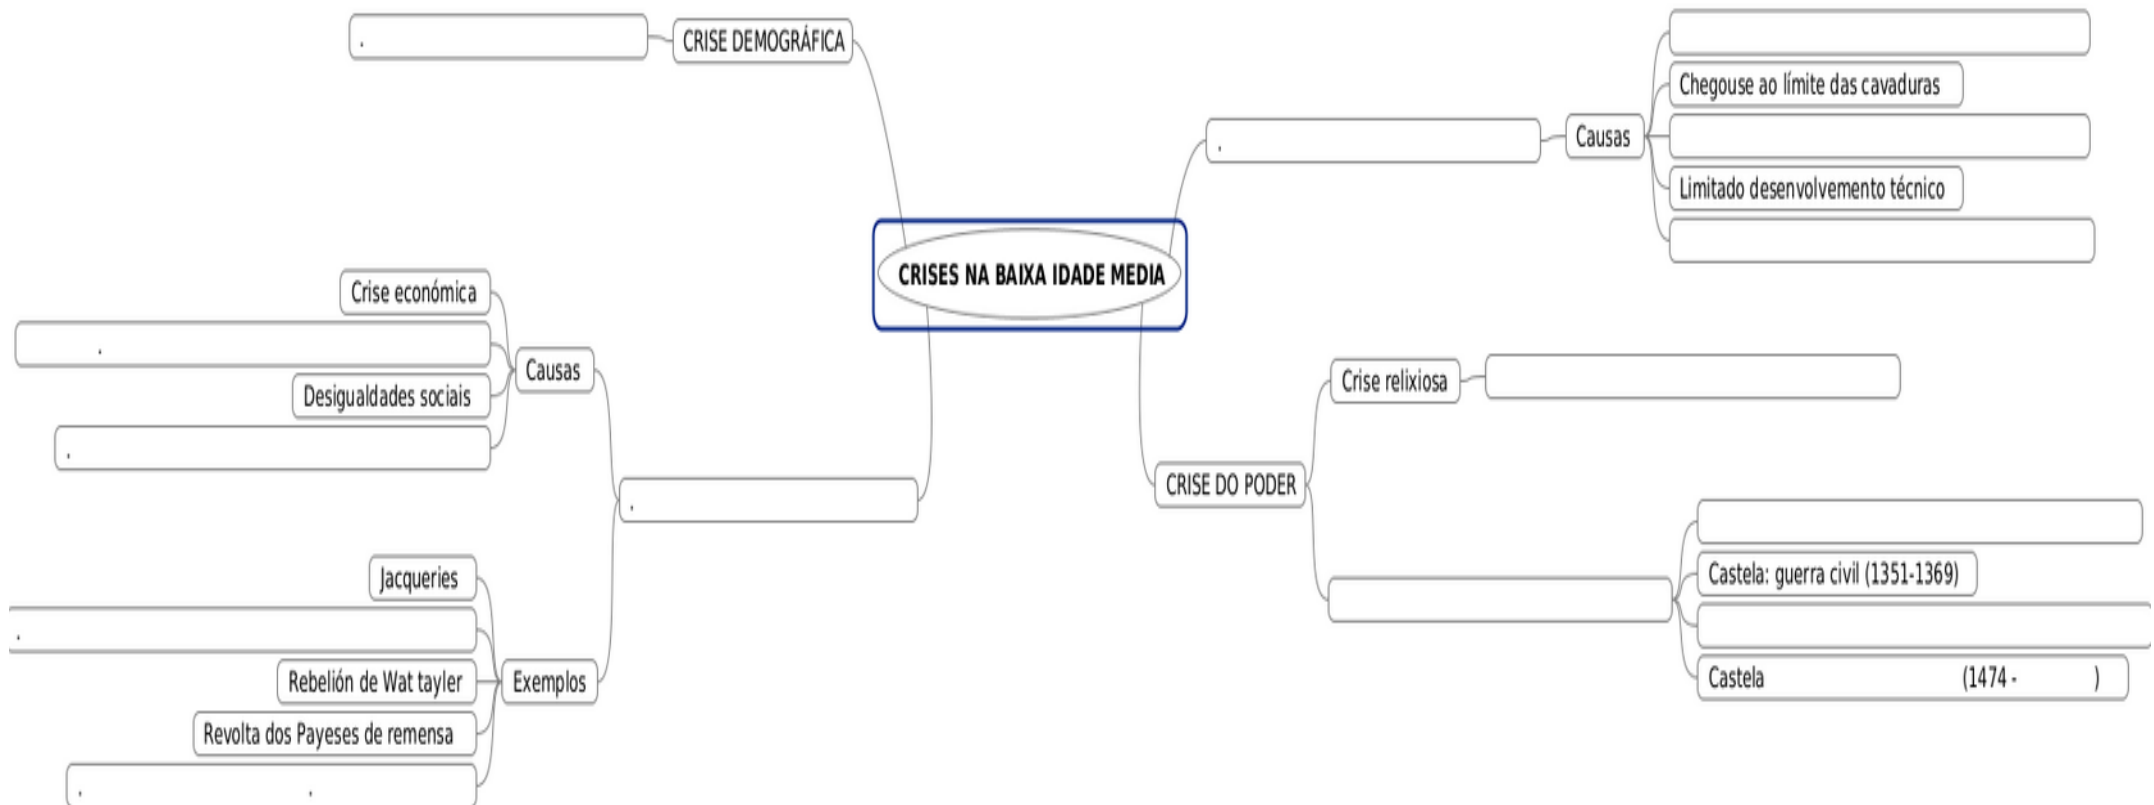 CRISES NA BAIXA IDADE MEDIA
.
CRISE DEMOGRÁFICA
.
Causas
Chegouse ao límite das cavaduras
Limitado desenvolvemento técnico
CRISE DO PODER
Crise relixiosa
Castela: guerra civil (1351-1369)
Castela (1474 - )
.
Causas
Crise económica
.
Desigualdades sociais
.
Exemplos
Jacqueries
.
Rebelión de Wat tayler
Revolta dos Payeses de remensa
. .